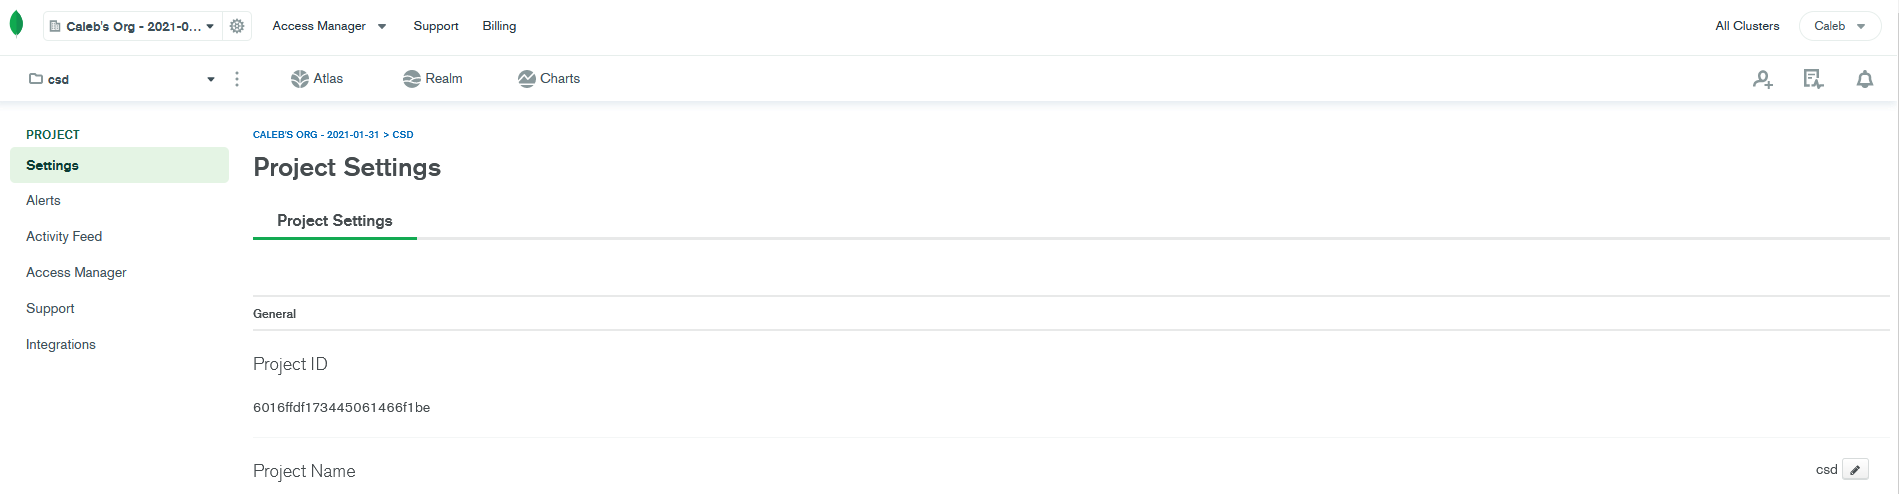 Caleb's Org - 2021-0... Access Manager Support Billing All Clusters Caleb
csd Atlas Realm Charts
PROJECT
Settings
Alerts
Activity Feed
Access Manager
Support
Integrations
CALEB'S ORG - 2021-01-31 > CSD
Project Settings
Project Settings
General
Project ID
6016ffdf173445061466f1be
Project Name csd